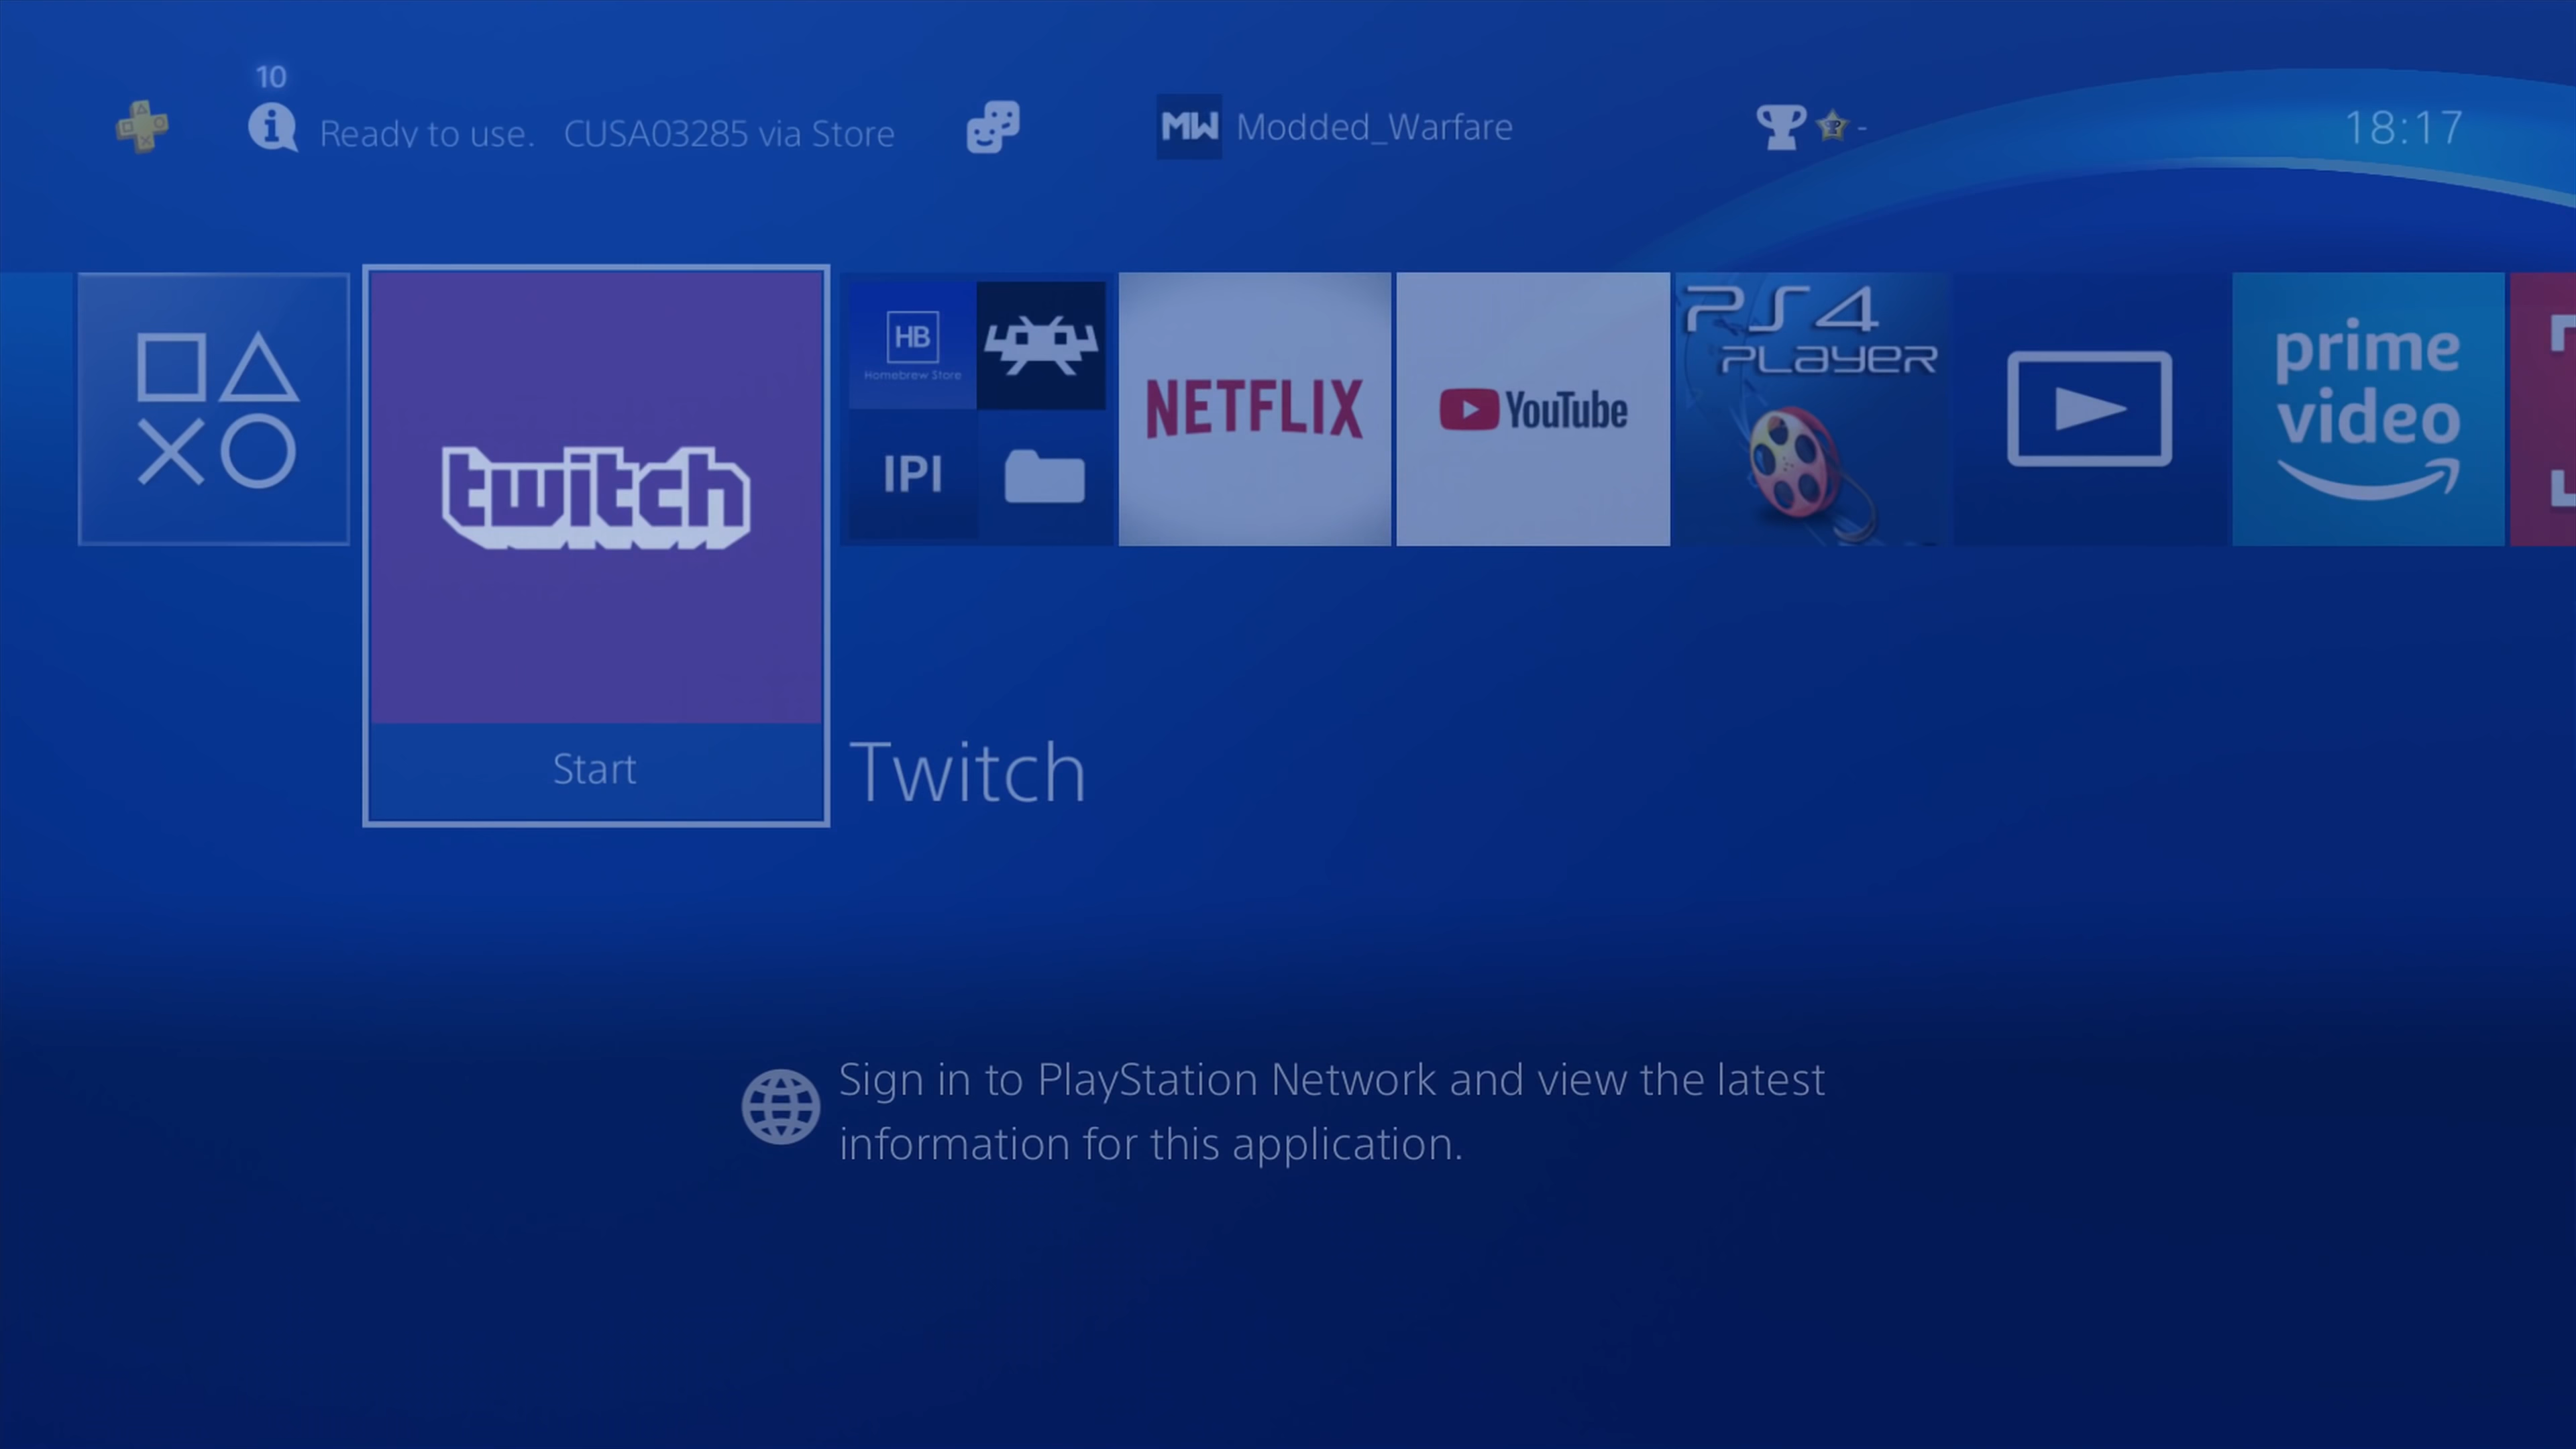 10
Ready to use. CUSA03285 via Store
MW Modded_Warfare
-
18:17
twitch
HB
Homebrew Store
IPI
NETFLIX
YouTube
PS4
PLAYER
prime
video
Start
Twitch
Sign in to PlayStation Network and view the latest
information for this application.